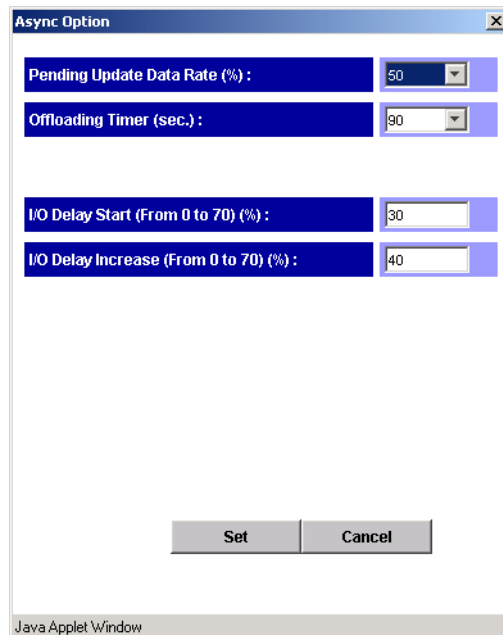 Async Option
Pending Update Data Rate (%) : 50
Offloading Timer (sec.) : 90
I/O Delay Start (From 0 to 70) (%) : 30
I/O Delay Increase (From 0 to 70) (%) : 40
Set Cancel
Java Applet Window